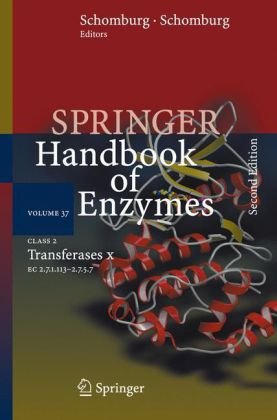 Schomburg · Schomburg
Editors
SPRINGER
Handbook
of
Enzymes
Second Edition
VOLUME 37
CLASS 2
Transferases X
EC 2.7.1.113–2.7.5.7
Springer